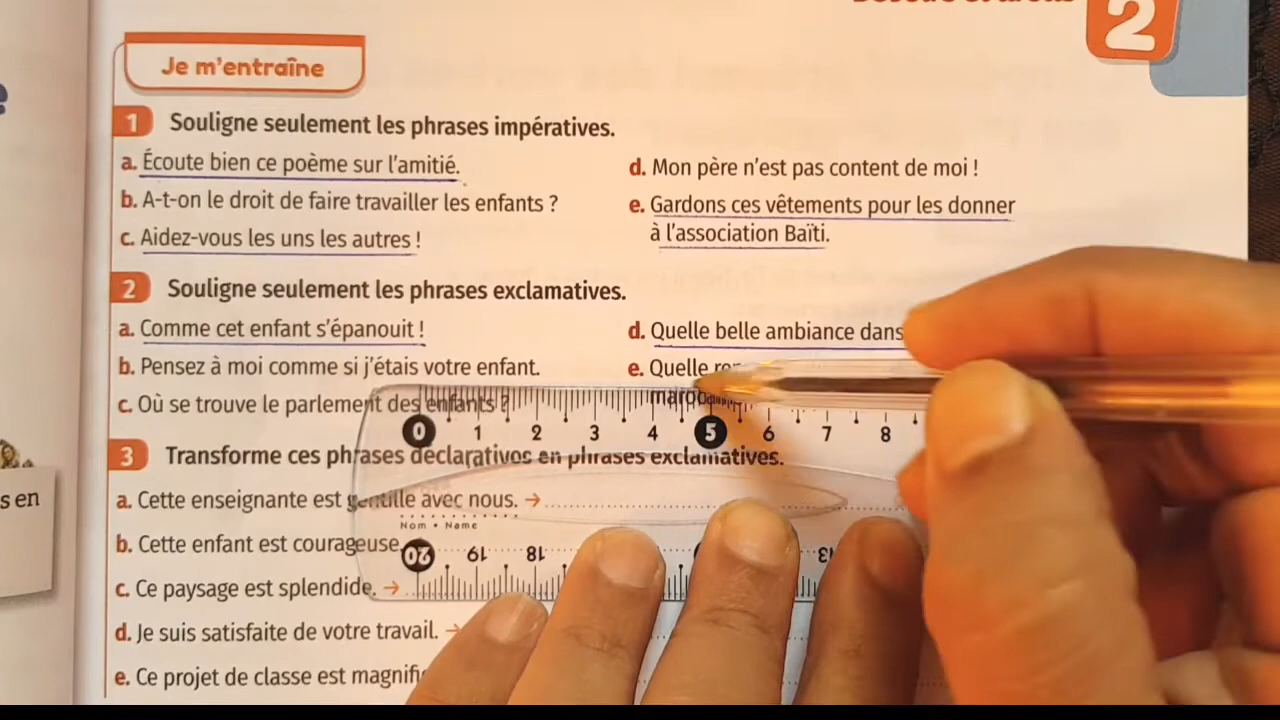 2
Je m'entraîne
1 Souligne seulement les phrases impératives.
a. Écoute bien ce poème sur l'amitié.
b. A-t-on le droit de faire travailler les enfants ?
c. Aidez-vous les uns les autres !
d. Mon père n'est pas content de moi !
e. Gardons ces vêtements pour les donner
à l'association Baïti.
2 Souligne seulement les phrases exclamatives.
a. Comme cet enfant s'épanouit !
b. Pensez à moi comme si j'étais votre enfant.
c. Où se trouve le parlement des enfants ?
d. Quelle belle ambiance dans
e. Quelle
0 1 2 3 4 5 6 7 8
3 Transforme ces phrases déclaratives en phrases exclamatives.
a. Cette enseignante est gentille avec nous. →
Nom • Name
b. Cette enfant est courageuse
20 19 18 13
c. Ce paysage est splendide. →
d. Je suis satisfaite de votre travail. →
e. Ce projet de classe est
s en